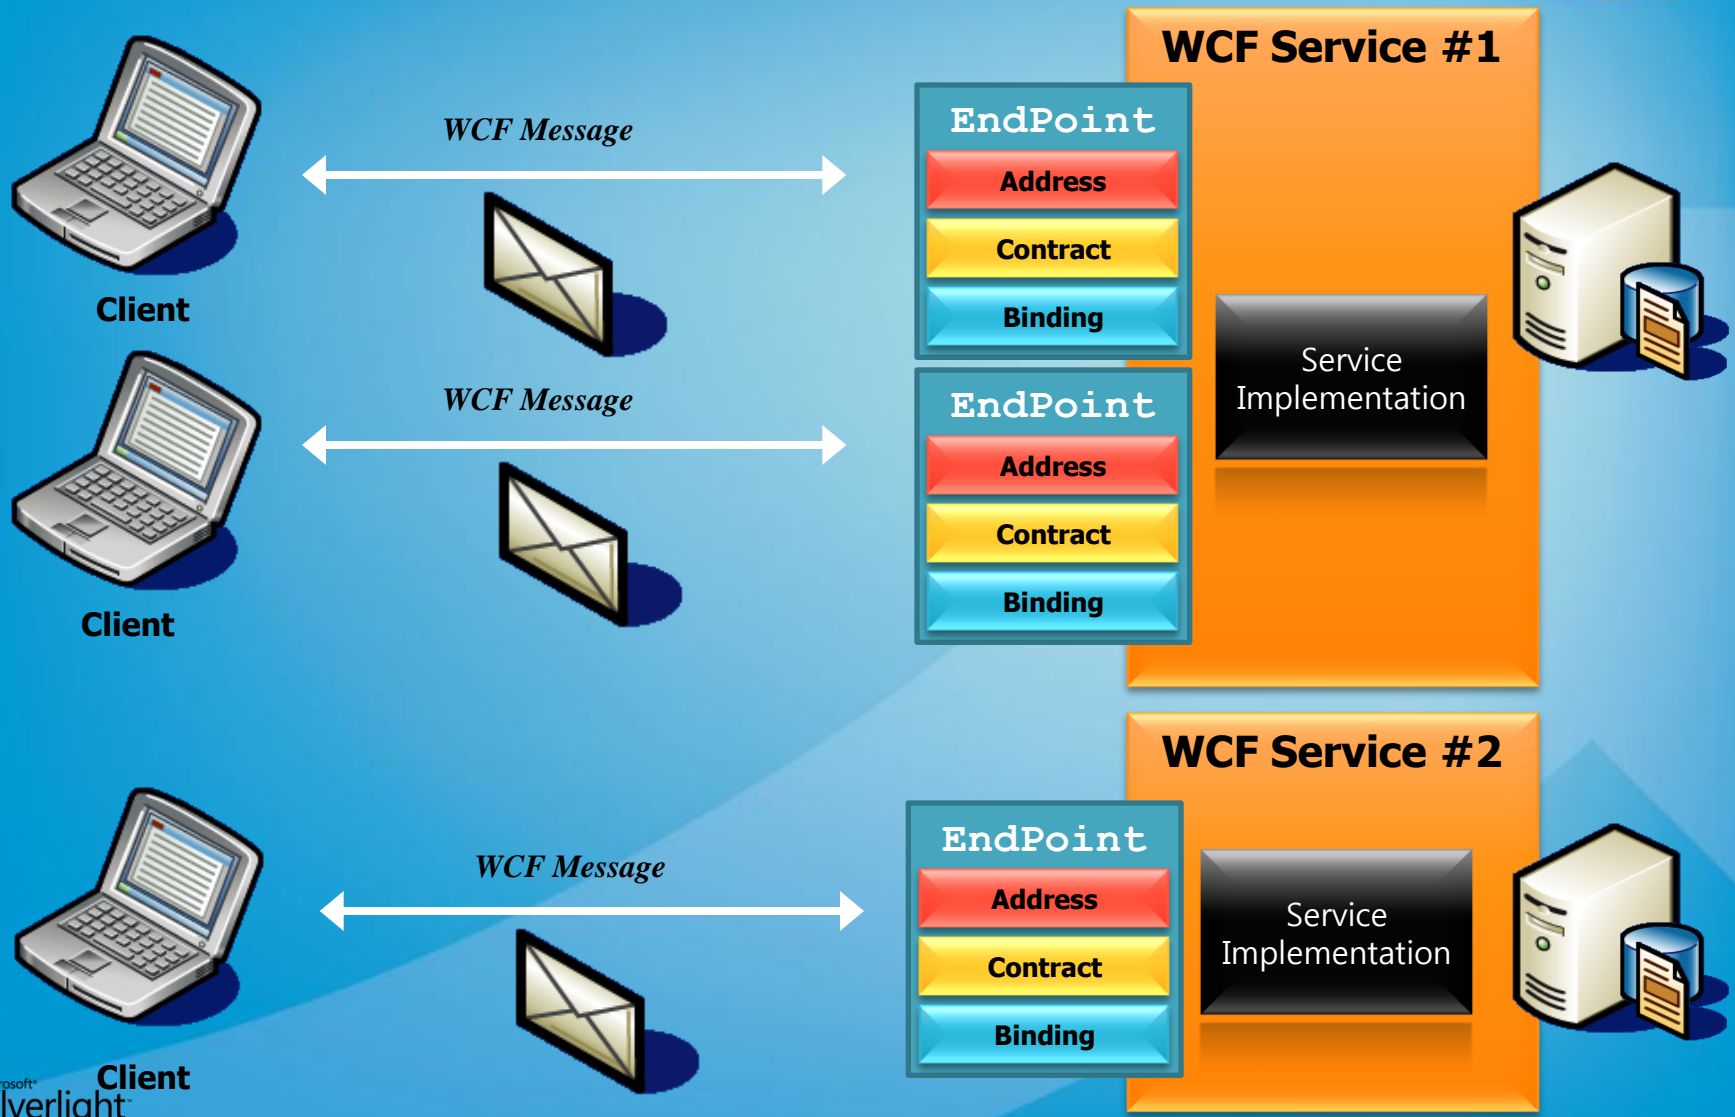 WCF Service #1
EndPoint
WCF Message
Address
Contract
Client
Binding
Service
Implementation
WCF Message
EndPoint
Address
Contract
Binding
Client
WCF Service #2
EndPoint
WCF Message
Address
Service
Implementation
Contract
Binding
Client